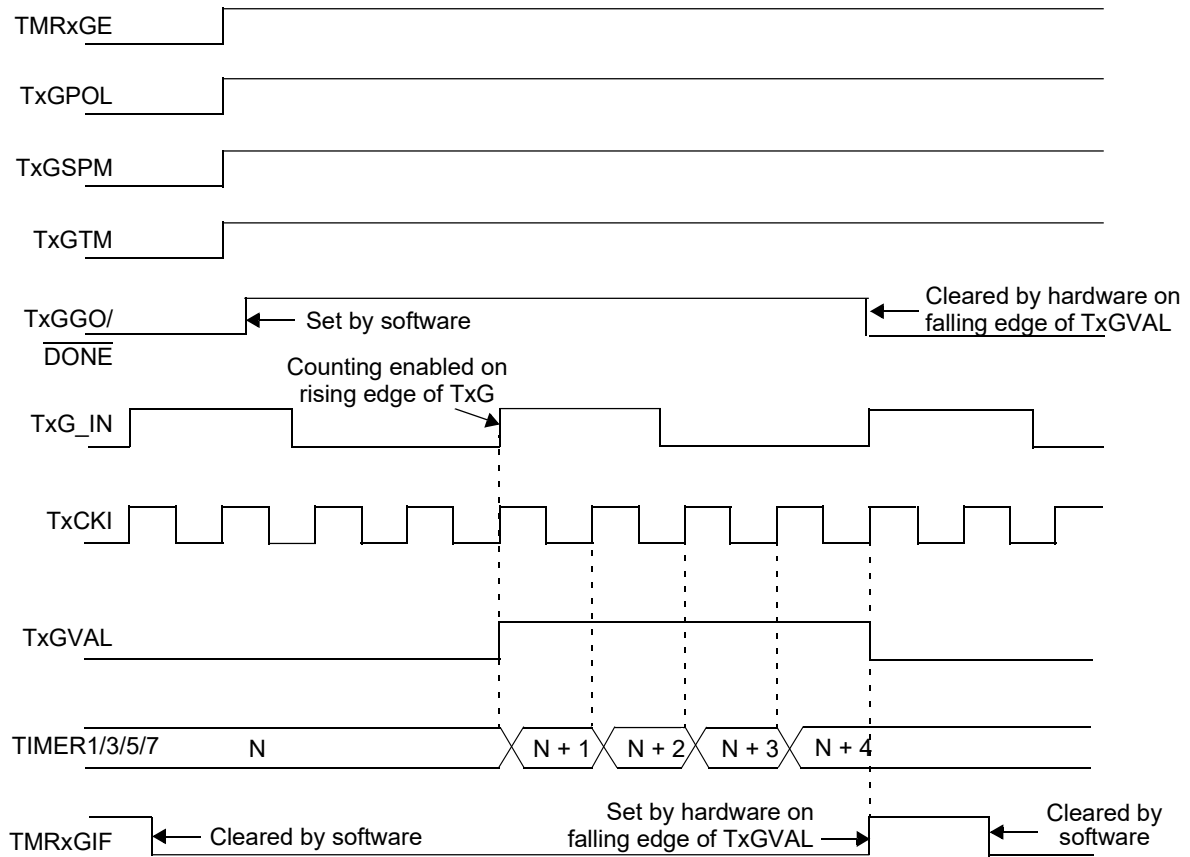 TMRxGE
TxGPOL
TxGSPM
TxGTM
TxGGO/
DONE
Set by software
Cleared by hardware on
falling edge of TxGVAL
Counting enabled on
rising edge of TxG
TxG_IN
TxCKI
TxGVAL
TIMER1/3/5/7
N
N + 1
N + 2
N + 3
N + 4
TMRxGIF
Cleared by software
Set by hardware on
falling edge of TxGVAL
Cleared by
software